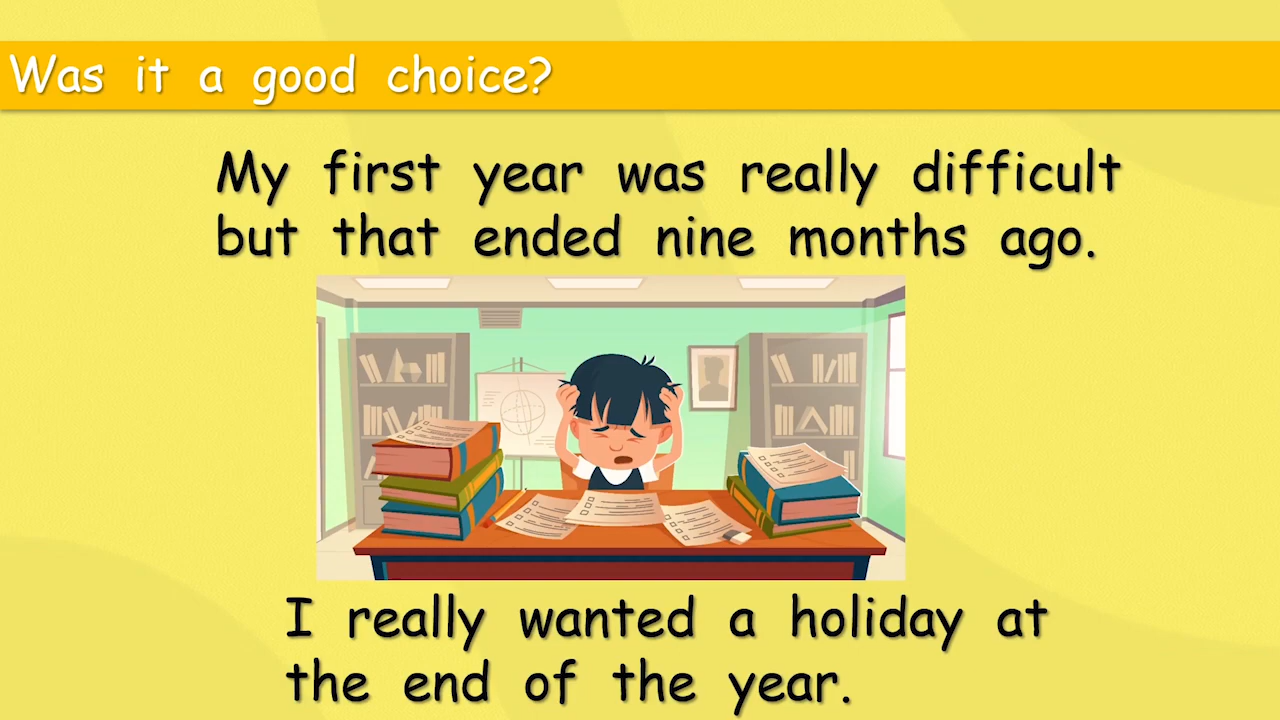 Was it a good choice?
My first year was really difficult
but that ended nine months ago.
I really wanted a holiday at
the end of the year.